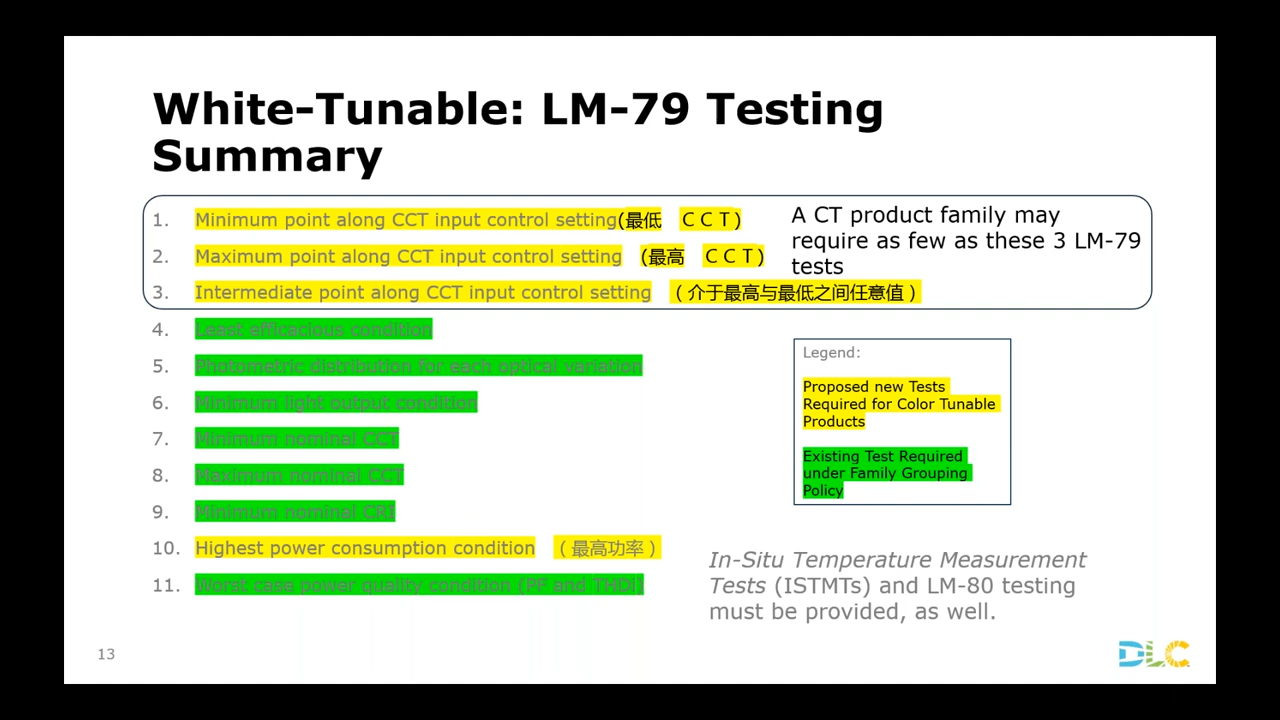 White-Tunable: LM-79 Testing
Summary
1. Minimum point along CCT input control setting(最低 ＣＣＴ)
2. Maximum point along CCT input control setting (最高 ＣＣＴ)
3. Intermediate point along CCT input control setting （介于最高与最低之间任意值）
A CT product family may
require as few as these 3 LM-79
tests
4. Least efficacious condition
5. Photometric distribution for each optical variation
6. Minimum light output condition
7. Minimum nominal CCT
8. Maximum nominal CCT
9. Minimum nominal CRI
10. Highest power consumption condition （最高功率）
11. Worst case power quality condition (PF and THDi)
Legend:
Proposed new Tests
Required for Color Tunable
Products
Existing Test Required
under Family Grouping
Policy
In-Situ Temperature Measurement
Tests (ISTMTs) and LM-80 testing
must be provided, as well.
13
DLC